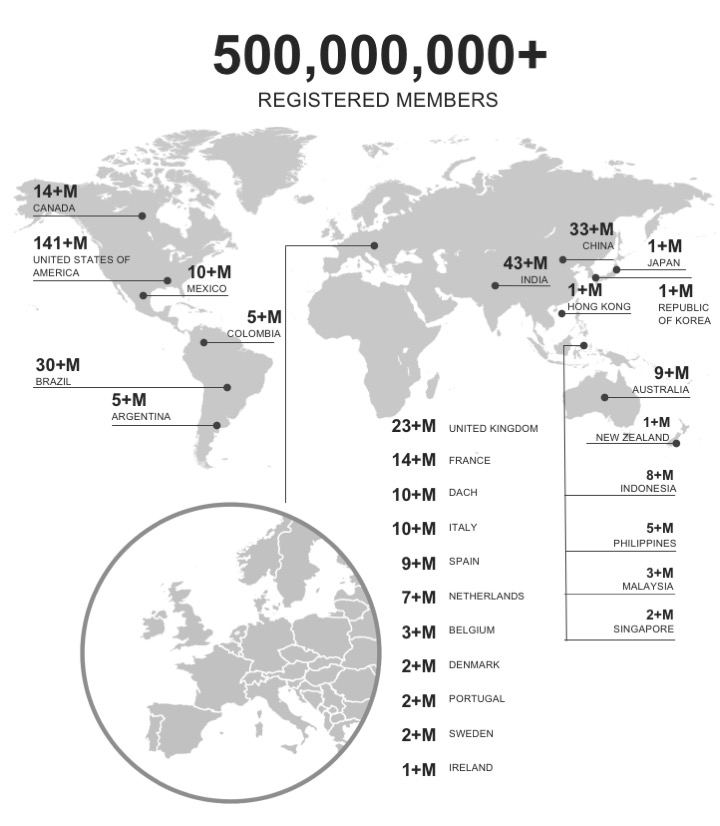 500,000,000+
REGISTERED MEMBERS
14+M
CANADA
141+M
UNITED STATES OF
AMERICA
10+M
MEXICO
5+M
COLOMBIA
30+M
BRAZIL
5+M
ARGENTINA
33+M
CHINA
1+M
JAPAN
43+M
INDIA
1+M
HONG KONG
1+M
REPUBLIC
OF KOREA
9+M
AUSTRALIA
1+M
NEW ZEALAND
8+M
INDONESIA
5+M
PHILIPPINES
3+M
MALAYSIA
2+M
SINGAPORE
23+M UNITED KINGDOM
14+M FRANCE
10+M DACH
10+M ITALY
9+M SPAIN
7+M NETHERLANDS
3+M BELGIUM
2+M DENMARK
2+M PORTUGAL
2+M SWEDEN
1+M IRELAND